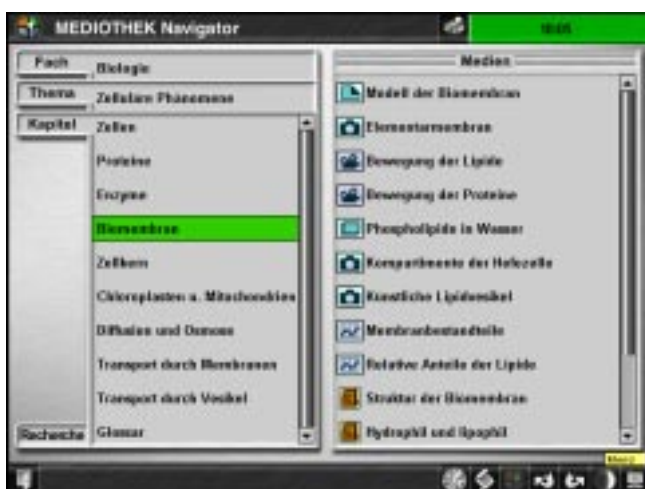 MEDIOTHEK Navigator
Fach
Biologie
Thema
Zelluläre Phänomene
Kapitel
Zellen
Proteine
Enzyme
Biomembran
Zellkern
Chloroplasten u. Mitochondrien
Diffusion und Osmose
Transport durch Membranen
Transport durch Vesikel
Glossar
Recherche
Medien
Modell der Biomembran
Elementarmembran
Bewegung der Lipide
Bewegung der Proteine
Phospholipide in Wasser
Kompartimente der Hefezelle
Künstliche Lipidvesikel
Membranbestandteile
Relative Anteile der Lipide
Struktur der Biomembran
Hydrophil und lipophil